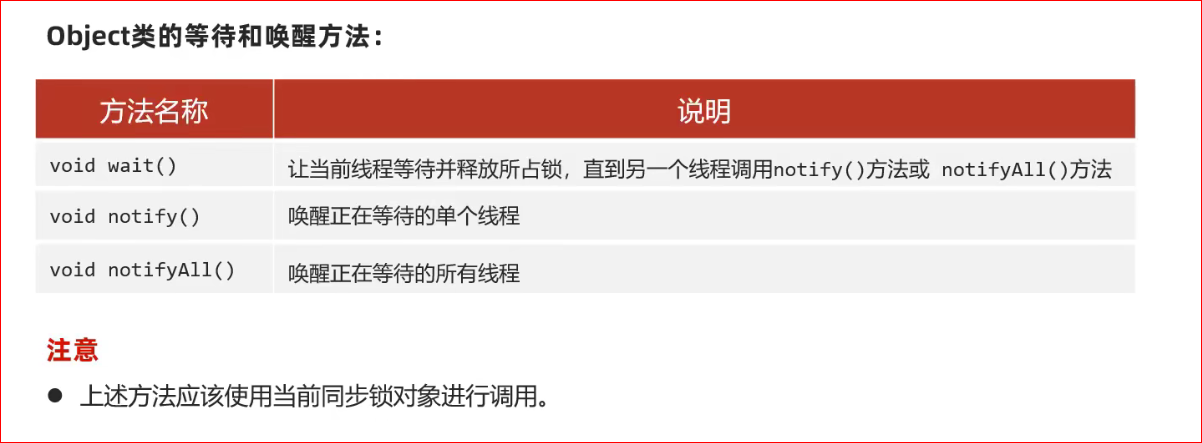 Object类的等待和唤醒方法：
方法名称 说明
void wait() 让当前线程等待并释放所占锁，直到另一个线程调用notify()方法或 notifyAll()方法
void notify() 唤醒正在等待的单个线程
void notifyAll() 唤醒正在等待的所有线程
注意
● 上述方法应该使用当前同步锁对象进行调用。